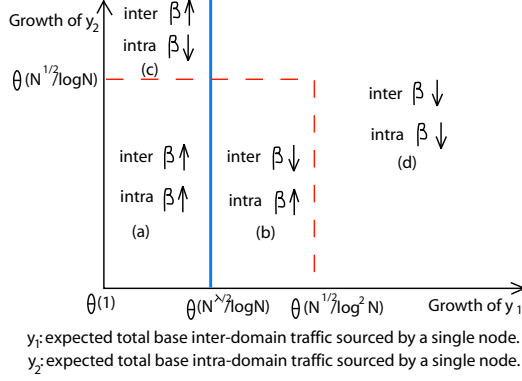 Growth of y₂
inter β↑
intra β↓
(c)
θ(N^{1/2}/logN)
inter β↓
intra β↓
(d)
inter β↑
intra β↑
(a)
inter β↓
intra β↑
(b)
θ(1)
θ(N^{λ/2}/logN)
θ(N^{1/2}/log² N)
Growth of y₁
y₁: expected total base inter-domain traffic sourced by a single node.
y₂: expected total base intra-domain traffic sourced by a single node.